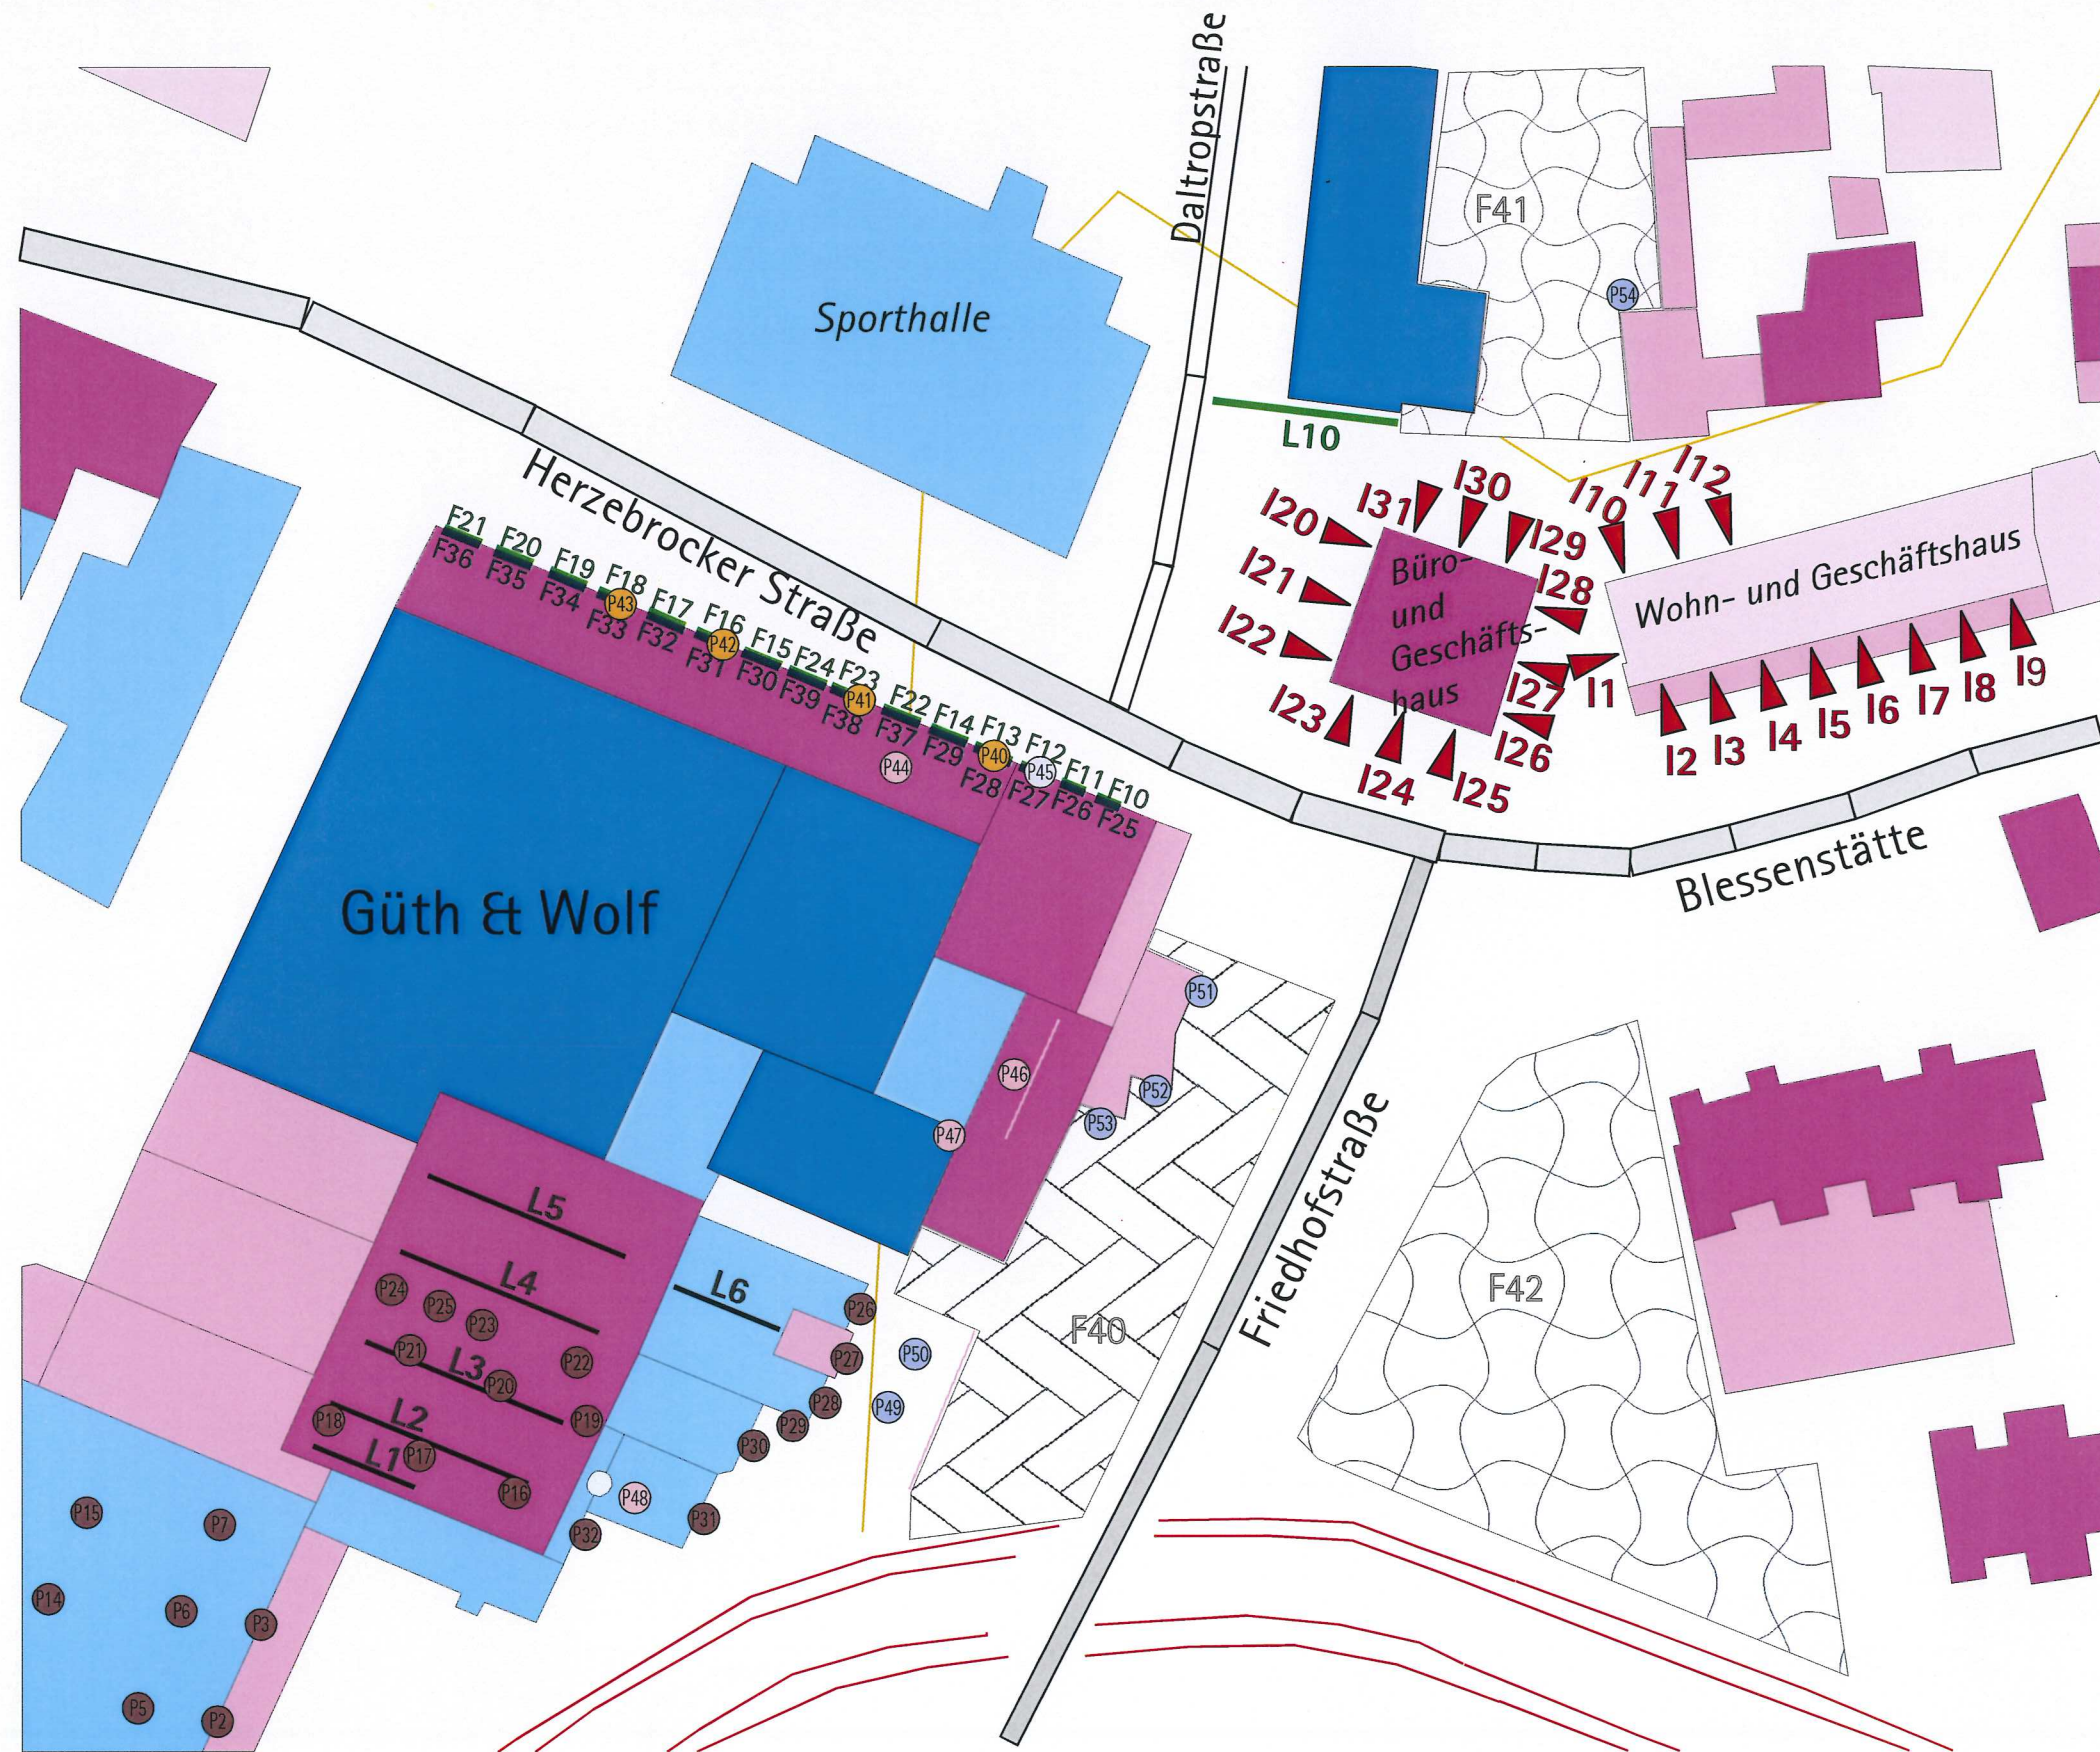 Daltropstraße
F41
P54
Sporthalle
L10
Herzebrocker Straße
I20
I31
I30
I29
I10
I11
I12
I21
I28
I22
I23
I24
I25
I26
I27
I1
Büro-
und
Geschäfts-
haus
Wohn- und Geschäftshaus
I2
I3
I4
I5
I6
I7
I8
I9
F21
F20
F19
F18
F17
F16
F15
F24
F23
F22
F14
F13
F12
F11
F10
F36
F35
F34
F33
F32
F31
F30
F39
F38
F37
F29
F28
F27
F26
F25
P43
P42
P41
P40
P45
P44
Blessenstätte
Güth & Wolf
P51
P46
P52
P53
P47
Friedhofstraße
L5
L4
L6
F42
F40
P24
P25
P23
P26
P21
L3
P22
P27
P50
P20
P28
P49
P18
L2
P19
P29
L1
P17
P30
P16
P48
P15
P7
P32
P31
P14
P6
P3
P5
P2